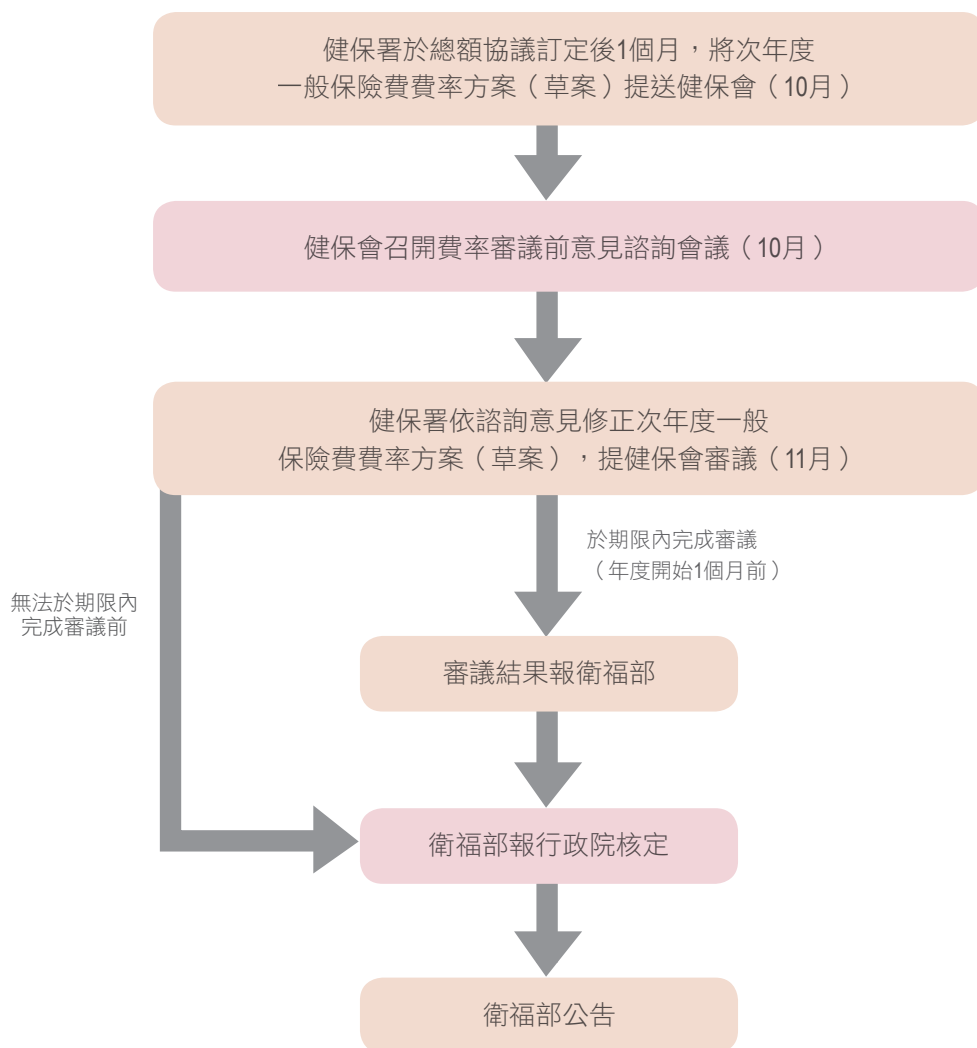 健保署於總額協議訂定後1個月，將次年度
一般保險費費率方案（草案）提送健保會（10月）
健保會召開費率審議前意見諮詢會議（10月）
健保署依諮詢意見修正次年度一般
保險費費率方案（草案），提健保會審議（11月）
於期限內完成審議
（年度開始1個月前）
無法於期限內
完成審議前
審議結果報衛福部
衛福部報行政院核定
衛福部公告